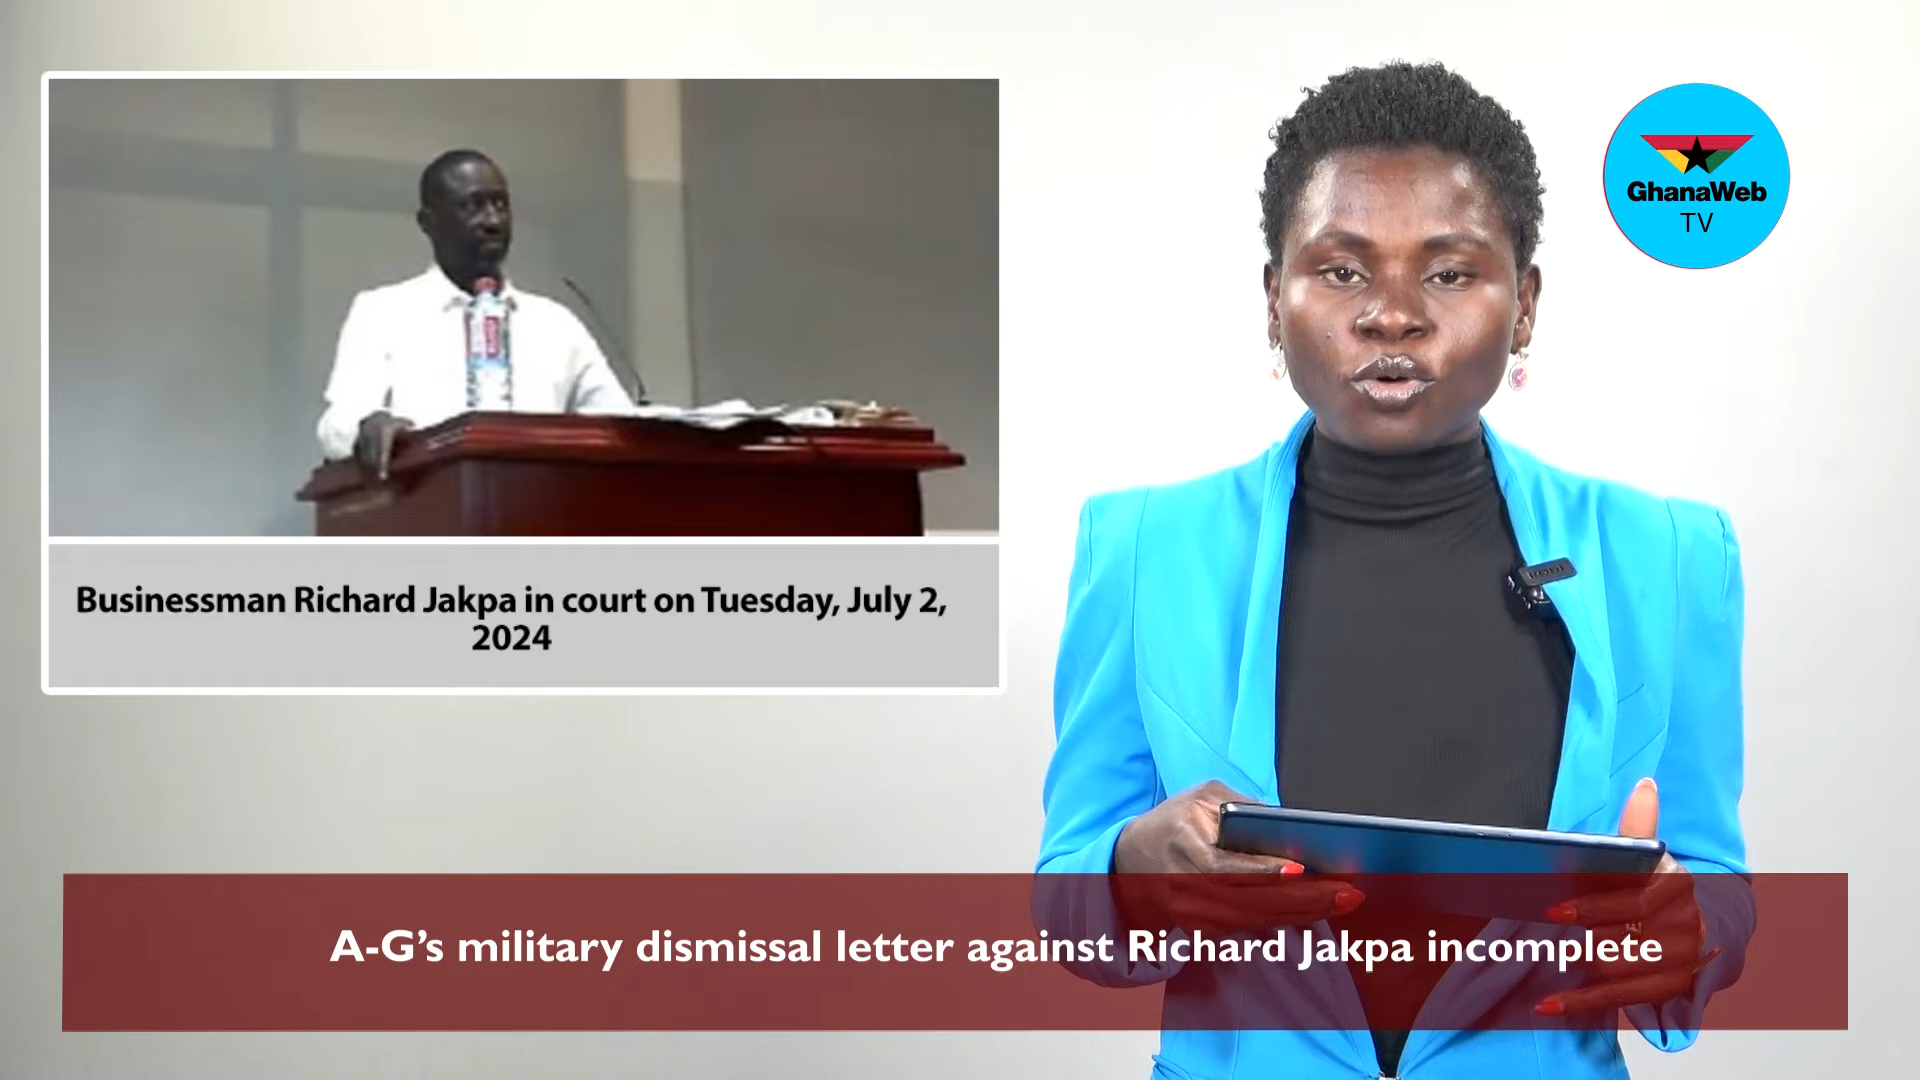 GhanaWeb
TV
Businessman Richard Jakpa in court on Tuesday, July 2,
2024
A-G’s military dismissal letter against Richard Jakpa incomplete